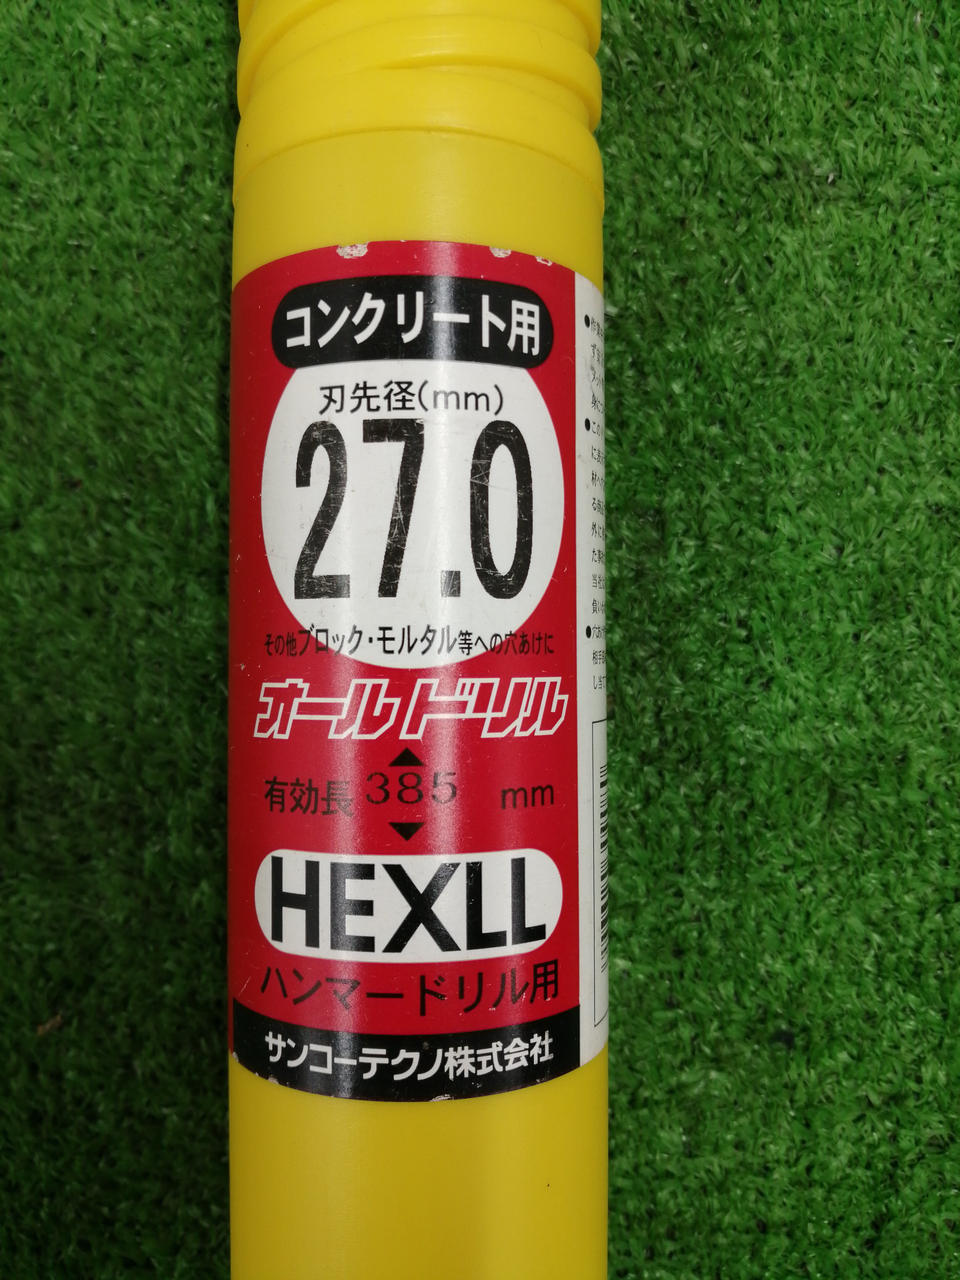 コンクリート用
刃先径(mm)
27.0
その他ブロック・モルタル等への穴あけに
オールドリル
有効長 385 mm
HEXLL
ハンマードリル用
サンコーテクノ株式会社